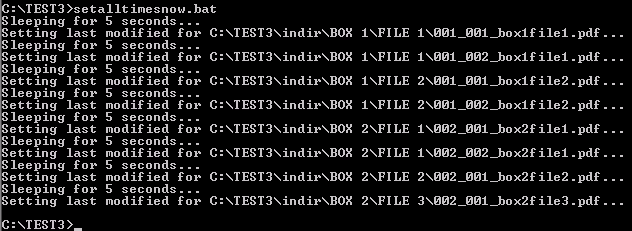 C:\TEST3>setalltimesnow.bat
Sleeping for 5 seconds...
Setting last modified for C:\TEST3\indir\BOX 1\FILE 1\001_001_box1file1.pdf...
Sleeping for 5 seconds...
Setting last modified for C:\TEST3\indir\BOX 1\FILE 1\001_002_box1file1.pdf...
Sleeping for 5 seconds...
Setting last modified for C:\TEST3\indir\BOX 1\FILE 2\001_001_box1file2.pdf...
Sleeping for 5 seconds...
Setting last modified for C:\TEST3\indir\BOX 1\FILE 2\001_002_box1file2.pdf...
Sleeping for 5 seconds...
Setting last modified for C:\TEST3\indir\BOX 2\FILE 1\002_001_box2file1.pdf...
Sleeping for 5 seconds...
Setting last modified for C:\TEST3\indir\BOX 2\FILE 1\002_002_box2file1.pdf...
Sleeping for 5 seconds...
Setting last modified for C:\TEST3\indir\BOX 2\FILE 2\002_001_box2file2.pdf...
Sleeping for 5 seconds...
Setting last modified for C:\TEST3\indir\BOX 2\FILE 3\002_001_box2file3.pdf...
C:\TEST3>_